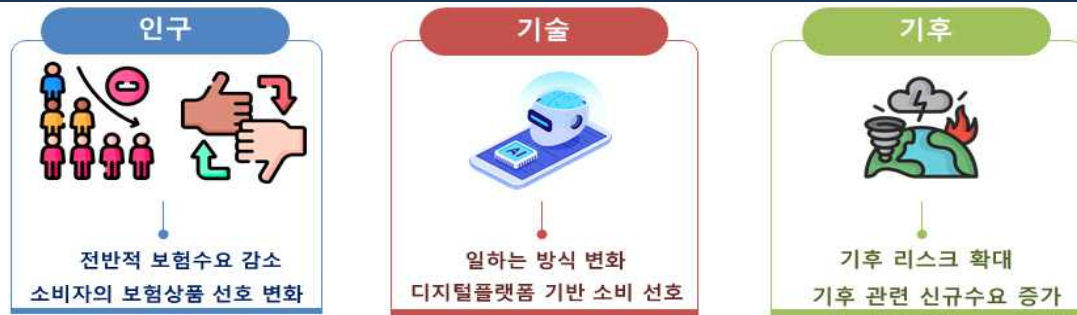 인구
전반적 보험수요 감소
소비자의 보험상품 선호 변화
기술
AI
일하는 방식 변화
디지털플랫폼 기반 소비 선호
기후
기후 리스크 확대
기후 관련 신규수요 증가